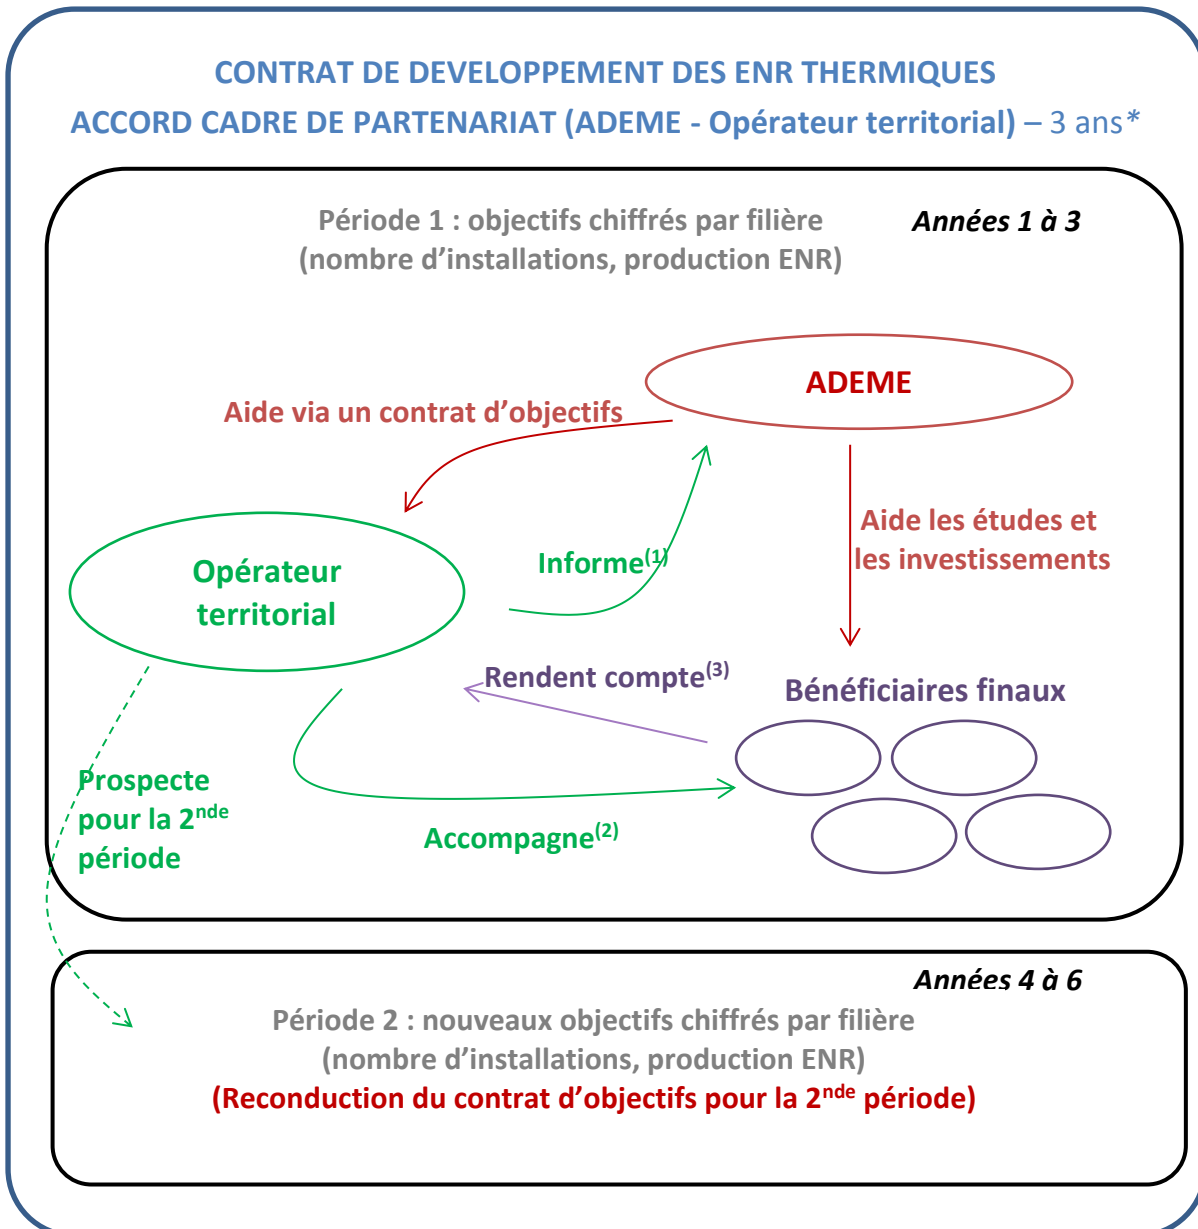 CONTRAT DE DEVELOPPEMENT DES ENR THERMIQUES
ACCORD CADRE DE PARTENARIAT (ADEME - Opérateur territorial) – 3 ans*
Période 1 : objectifs chiffrés par filière
(nombre d’installations, production ENR)
Années 1 à 3
ADEME
Aide via un contrat d’objectifs
Aide les études et
les investissements
Informe(1)
Opérateur
territorial
Rendent compte(3)
Bénéficiaires finaux
Prospecte
pour la 2nde
période
Accompagne(2)
Années 4 à 6
Période 2 : nouveaux objectifs chiffrés par filière
(nombre d’installations, production ENR)
(Reconduction du contrat d’objectifs pour la 2nde période)